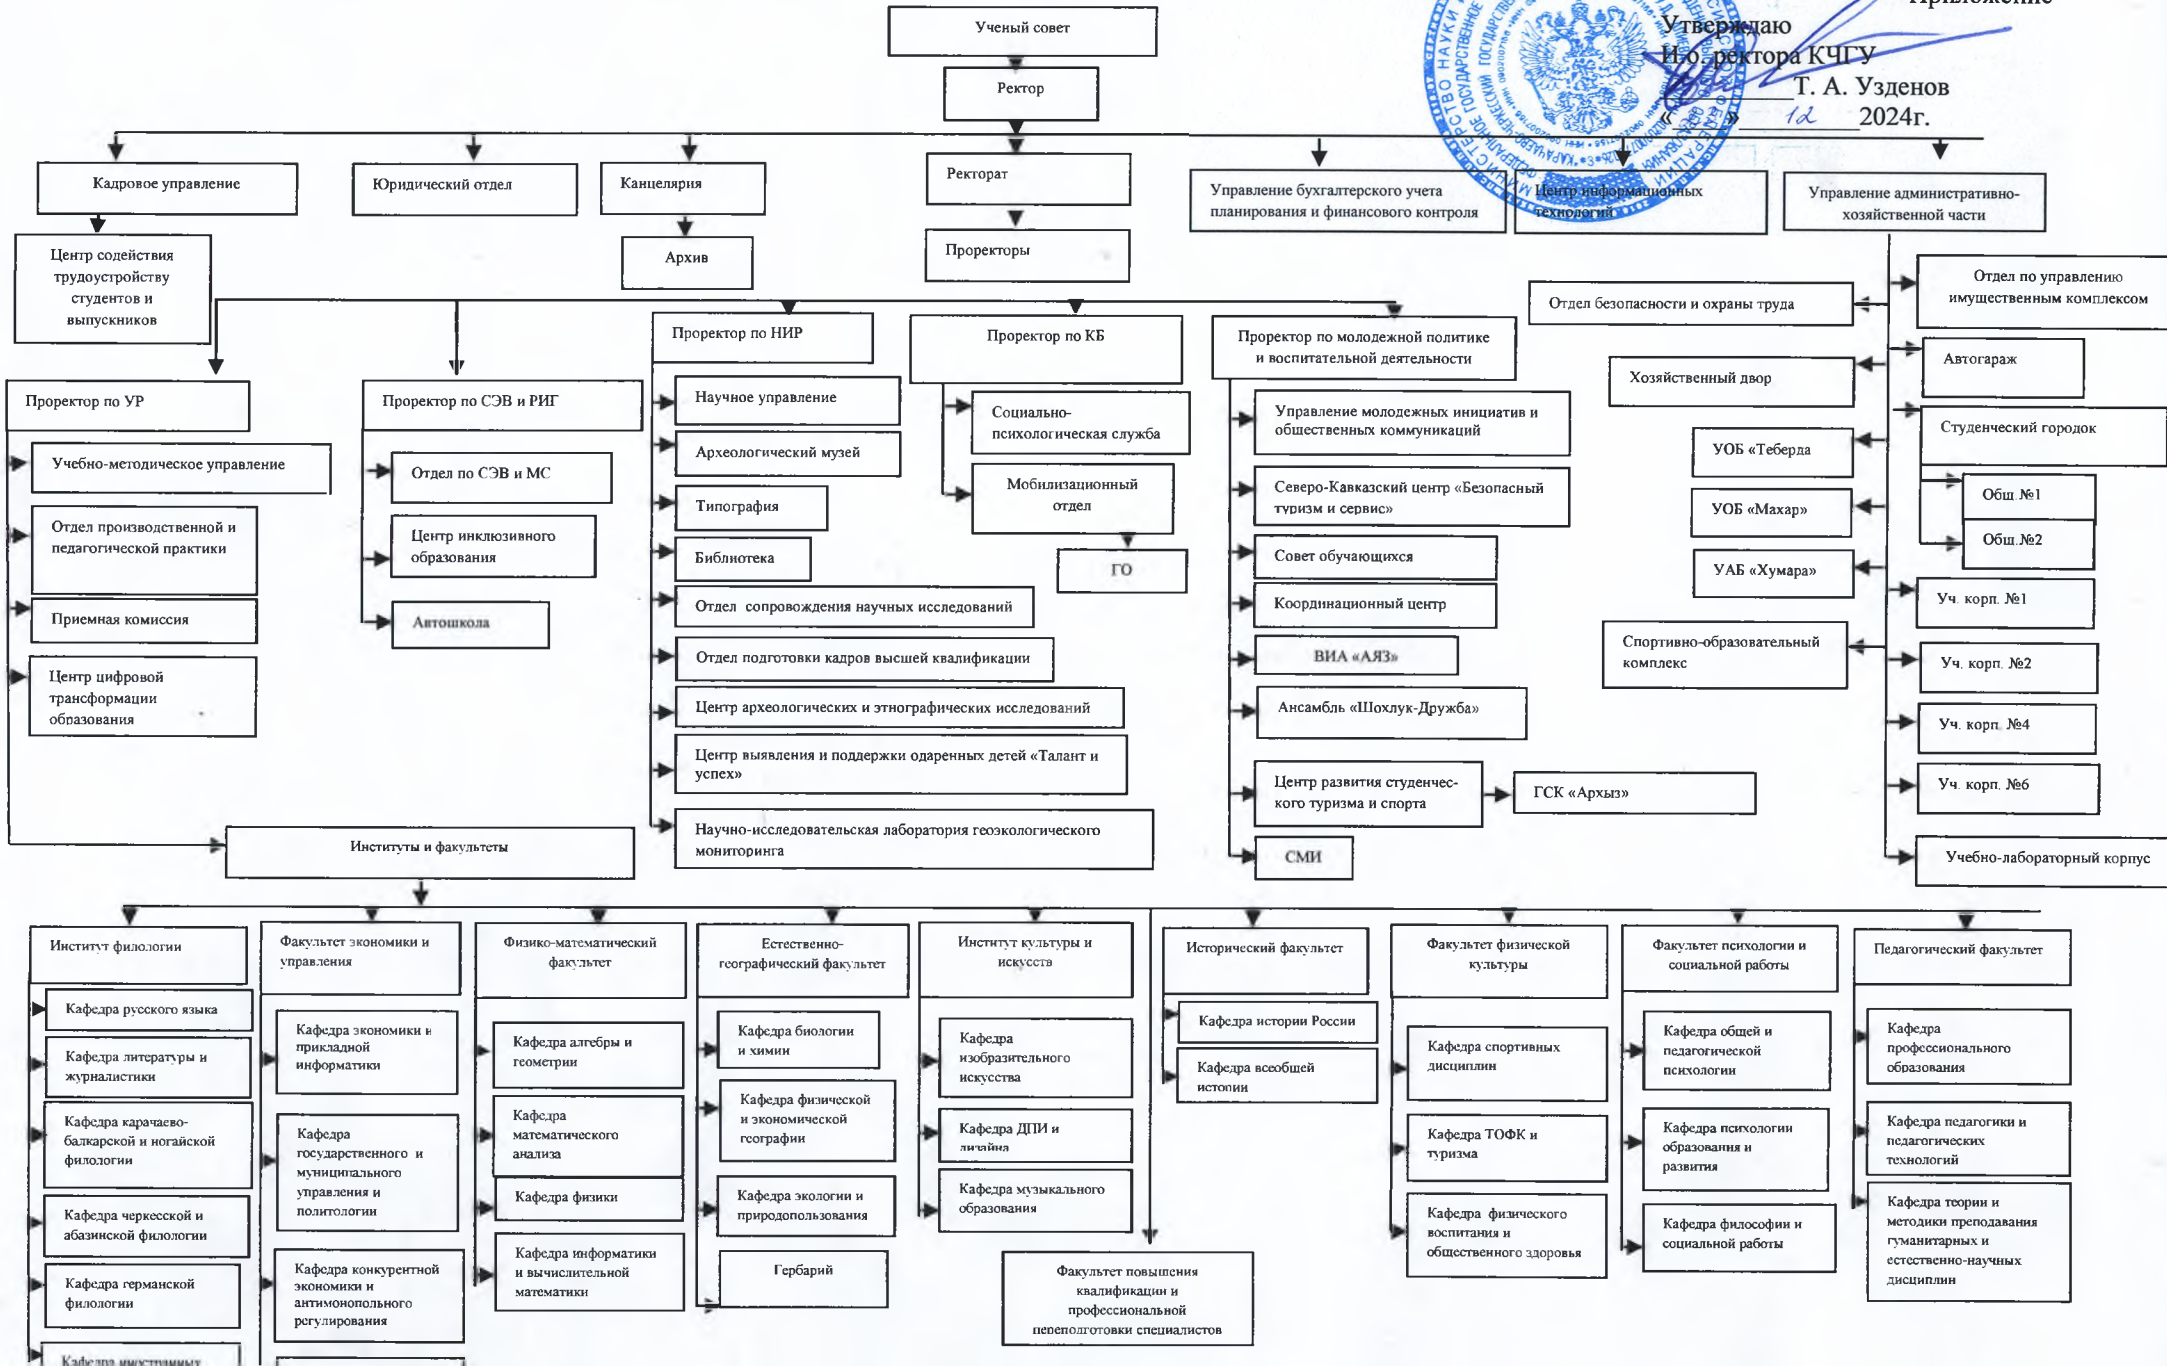 Приложение
Утверждаю
И.о. ректора КЧГУ
Т. А. Узденов
« » 12 2024г.
Ученый совет
Ректор
Кадровое управление
Юридический отдел
Канцелярия
Ректорат
Управление бухгалтерского учета
планирования и финансового контроля
Центр информационных
технологий
Управление административно-
хозяйственной части
Центр содействия
трудоустройству
студентов и
выпускников
Архив
Проректоры
Отдел безопасности и охраны труда
Отдел по управлению
имущественным комплексом
Хозяйственный двор
Автогараж
УОБ «Теберда
Студенческий городок
Общ.№1
Общ.№2
УОБ «Махар»
УАБ «Хумара»
Уч. корп. №1
Спортивно-образовательный
комплекс
Уч. корп. №2
Уч. корп. №4
Уч. корп. №6
Учебно-лабораторный корпус
Проректор по УР
Учебно-методическое управление
Отдел производственной и
педагогической практики
Приемная комиссия
Центр цифровой
трансформации
образования
Проректор по СЭВ и РИГ
Отдел по СЭВ и МС
Центр инклюзивного
образования
Автошкола
Проректор по НИР
Научное управление
Археологический музей
Типография
Библиотека
Отдел сопровождения научных исследований
Отдел подготовки кадров высшей квалификации
Центр археологических и этнографических исследований
Центр выявления и поддержки одаренных детей «Талант и
успех»
Научно-исследовательская лаборатория геоэкологического
мониторинга
Проректор по КБ
Социально-
психологическая служба
Мобилизационный
отдел
ГО
Проректор по молодежной политике
и воспитательной деятельности
Управление молодежных инициатив и
общественных коммуникаций
Северо-Кавказский центр «Безопасный
туризм и сервис»
Совет обучающихся
Координационный центр
ВИА «АЯЗ»
Ансамбль «Шохлук-Дружба»
Центр развития студенчес-
кого туризма и спорта
ГСК «Архыз»
СМИ
Институты и факультеты
Институт филологии
Кафедра русского языка
Кафедра литературы и
журналистики
Кафедра карачаево-
балкарской и ногайской
филологии
Кафедра черкесской и
абазинской филологии
Кафедра германской
филологии
Кафедра иностранных
Факультет экономики и
управления
Кафедра экономики и
прикладной
информатики
Кафедра
государственного и
муниципального
управления и
политологии
Кафедра конкурентной
экономики и
антимонопольного
регулирования
Физико-математический
факультет
Кафедра алгебры и
геометрии
Кафедра
математического
анализа
Кафедра физики
Кафедра информатики
и вычислительной
математики
Естественно-
географический факультет
Кафедра биологии
и химии
Кафедра физической
и экономической
географии
Кафедра экологии и
природопользования
Гербарий
Институт культуры и
искусств
Кафедра
изобразительного
искусства
Кафедра ДПИ и
дизайна
Кафедра музыкального
образования
Факультет повышения
квалификации и
профессиональной
переподготовки специалистов
Исторический факультет
Кафедра истории России
Кафедра всеобщей
истории
Факультет физической
культуры
Кафедра спортивных
дисциплин
Кафедра ТОФК и
туризма
Кафедра физического
воспитания и
общественного здоровья
Факультет психологии и
социальной работы
Кафедра общей и
педагогической
психологии
Кафедра психологии
образования и
развития
Кафедра философии и
социальной работы
Педагогический факультет
Кафедра
профессионального
образования
Кафедра педагогики и
педагогических
технологий
Кафедра теории и
методики преподавания
гуманитарных и
естественно-научных
дисциплин